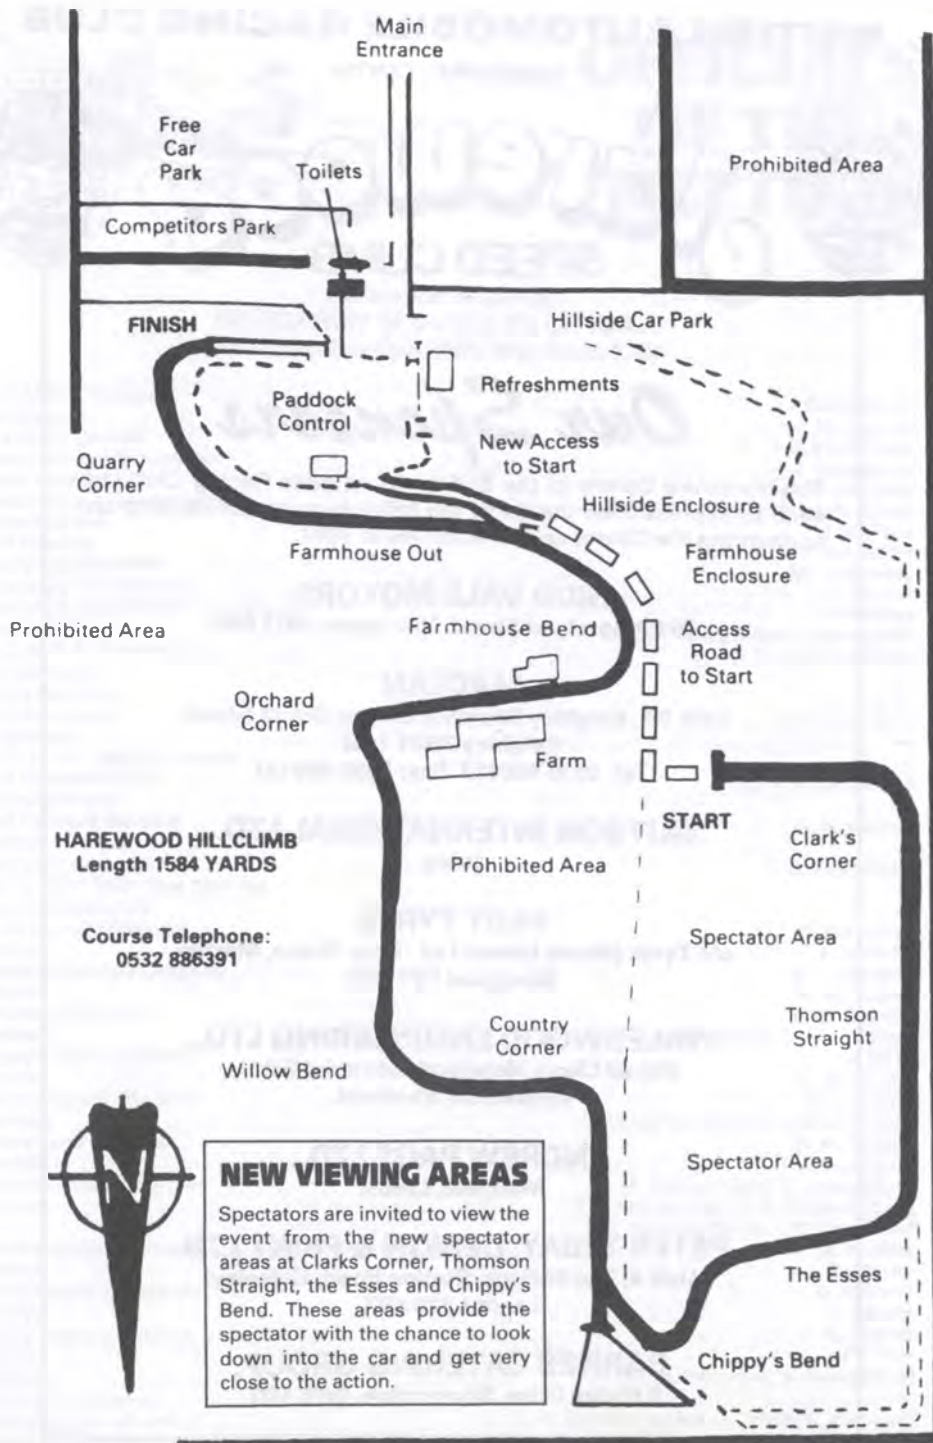 Main
Entrance
Free
Car
Park
Toilets
Prohibited Area
Competitors Park
FINISH
Hillside Car Park
Refreshments
Paddock
Control
New Access
to Start
Quarry
Corner
Hillside Enclosure
Farmhouse Out
Farmhouse
Enclosure
Prohibited Area
Farmhouse Bend
Access
Road
to Start
Orchard
Corner
Farm
START
Clark's
Corner
HAREWOOD HILLCLIMB
Length 1584 YARDS
Prohibited Area
Course Telephone:
0532 886391
Spectator Area
Thomson
Straight
Country
Corner
Willow Bend
N
Spectator Area
NEW VIEWING AREAS
Spectators are invited to view the
event from the new spectator
areas at Clarks Corner, Thomson
Straight, the Esses and Chippy's
Bend. These areas provide the
spectator with the chance to look
down into the car and get very
close to the action.
The Esses
Chippy's Bend